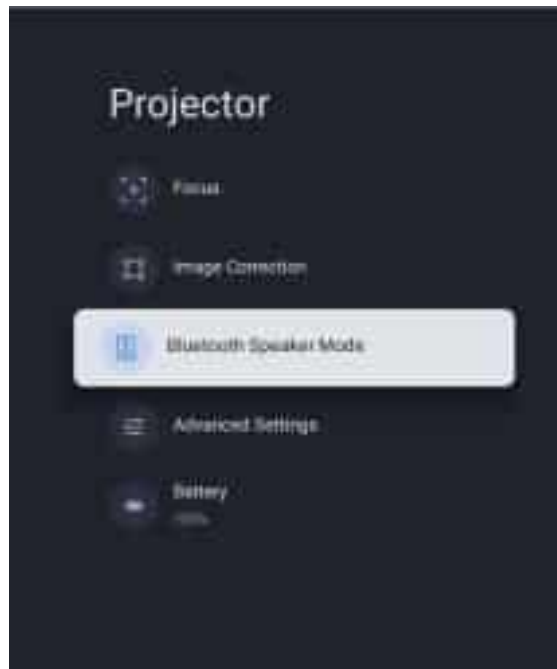 Projector
Focus
Image Correction
Bluetooth Speaker Mode
Advanced Settings
Battery